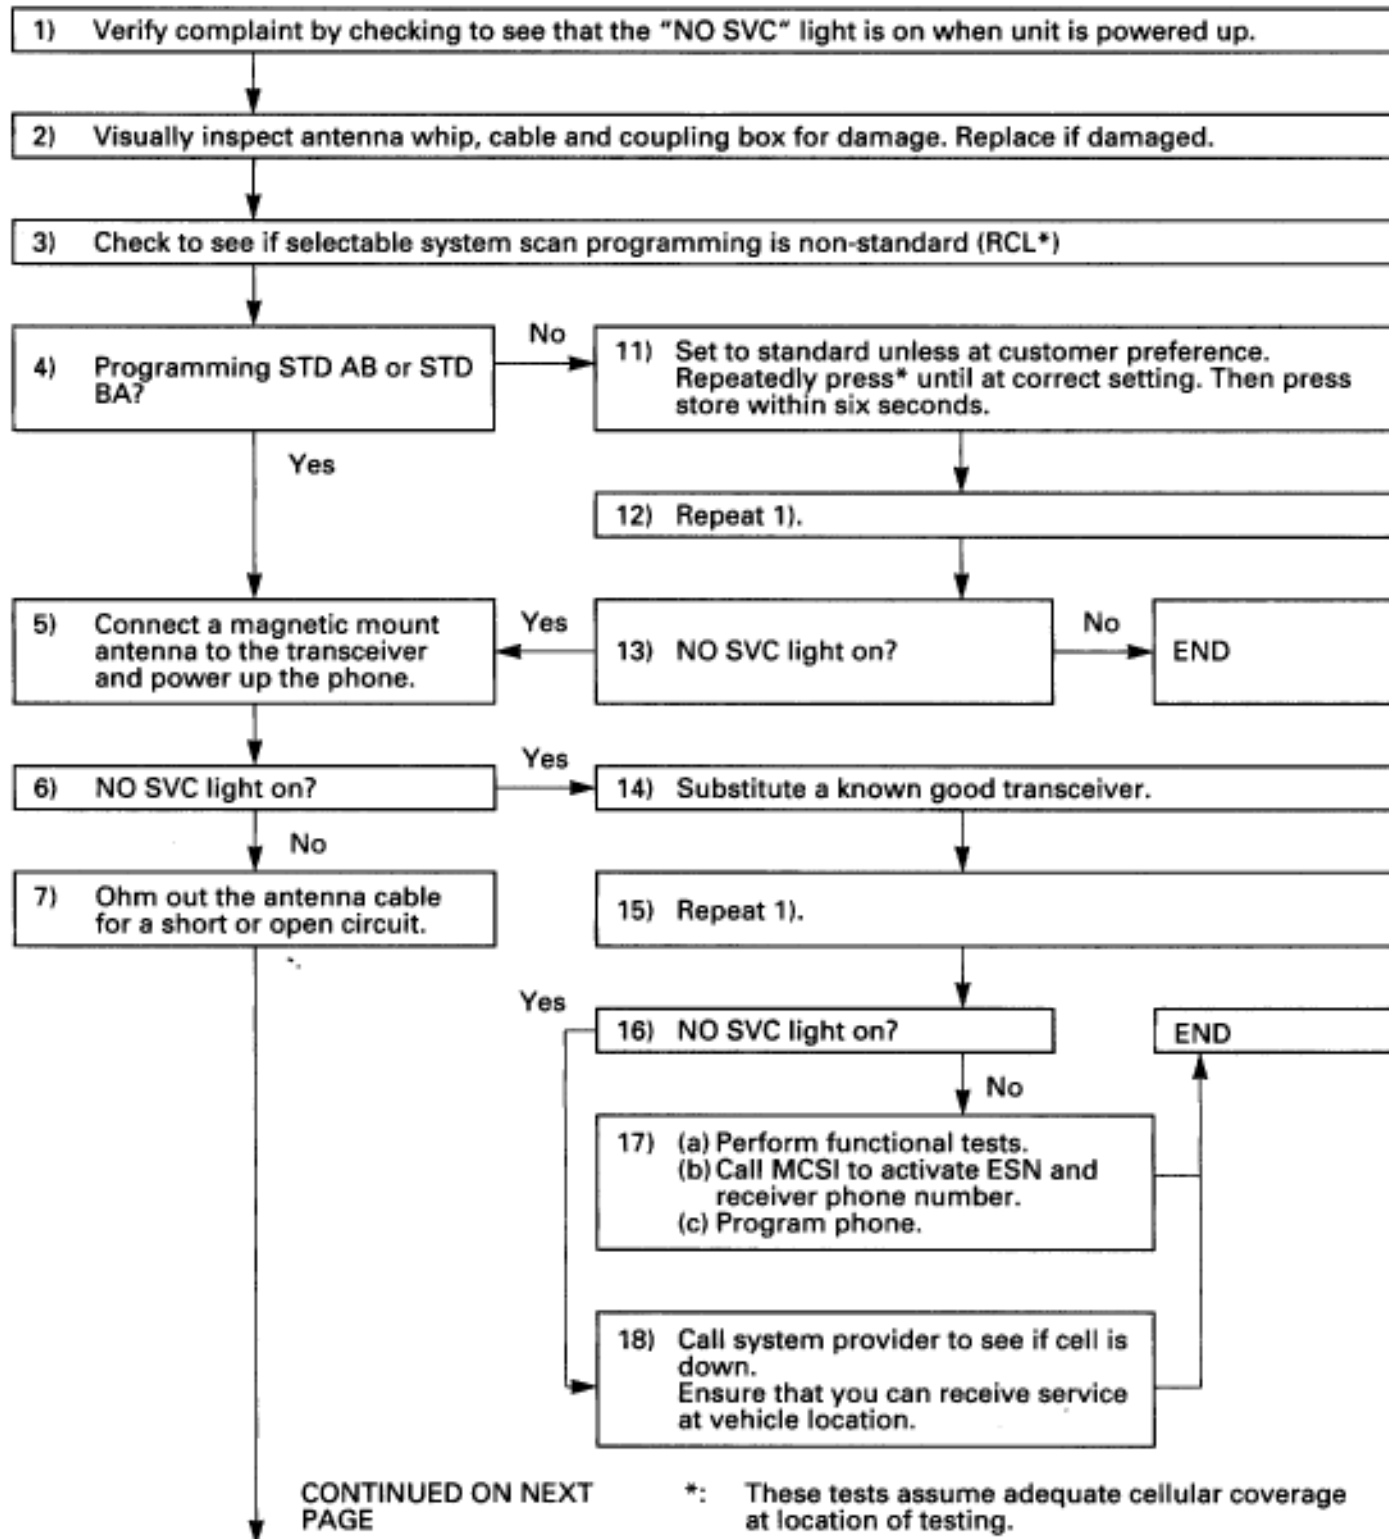 1) Verify complaint by checking to see that the "NO SVC" light is on when unit is powered up.
2) Visually inspect antenna whip, cable and coupling box for damage. Replace if damaged.
3) Check to see if selectable system scan programming is non-standard (RCL*)
4) Programming STD AB or STD
BA?
No
11) Set to standard unless at customer preference.
Repeatedly press* until at correct setting. Then press
store within six seconds.
Yes
12) Repeat 1).
5) Connect a magnetic mount
antenna to the transceiver
and power up the phone.
Yes
13) NO SVC light on?
No
END
6) NO SVC light on?
Yes
14) Substitute a known good transceiver.
No
7) Ohm out the antenna cable
for a short or open circuit.
15) Repeat 1).
Yes
16) NO SVC light on?
END
No
17) (a) Perform functional tests.
(b) Call MCSI to activate ESN and
receiver phone number.
(c) Program phone.
18) Call system provider to see if cell is
down.
Ensure that you can receive service
at vehicle location.
CONTINUED ON NEXT
PAGE
*: These tests assume adequate cellular coverage
at location of testing.